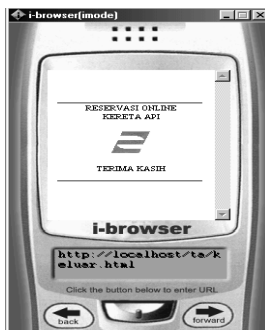 i-browser(imode)
RESERVASI ONLINE
KERETA API
TERIMA KASIH
i-browser
http://localhost/ta/k
eluar.html
Click the button below to enter URL
back
forward